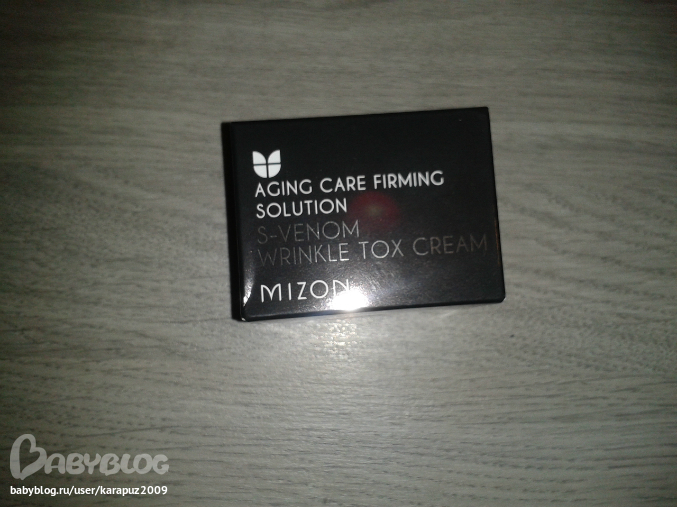 AGING CARE FIRMING
SOLUTION
S-VENOM
WRINKLE TOX CREAM
MIZON
BABYBLOG
babyblog.ru/user/karapuz2009